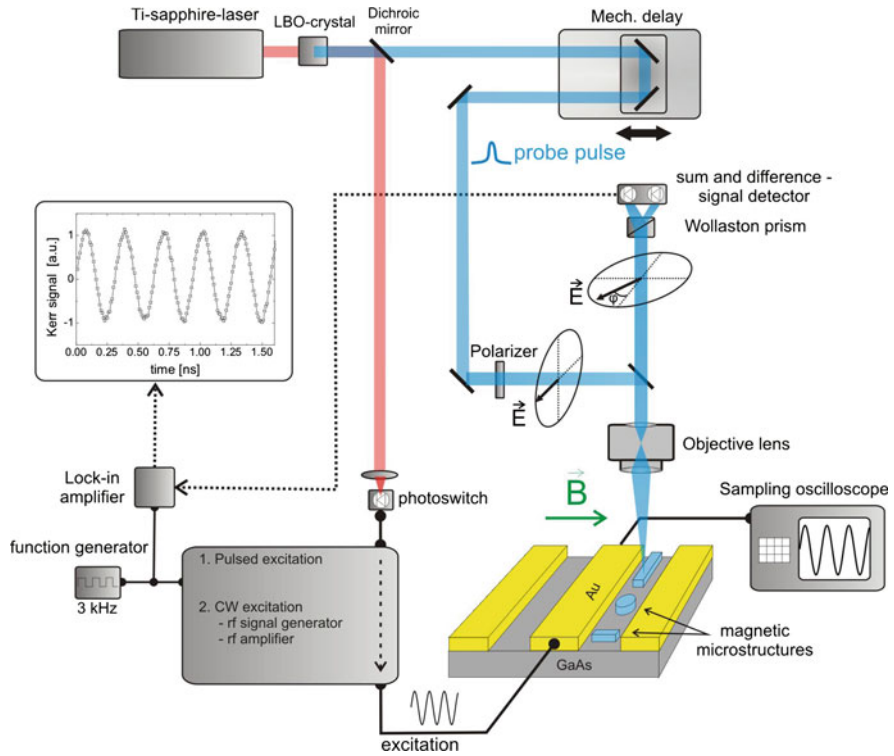 Ti-sapphire-laser
LBO-crystal
Dichroic
mirror
Mech. delay
probe pulse
sum and difference -
signal detector
Wollaston prism
E
φ
Kerr signal [a.u.]
1
0
-1
0.00 0.25 0.50 0.75 1.00 1.25 1.50
time [ns]
Polarizer
E
Objective lens
Lock-in
amplifier
photoswitch
B
Sampling oscilloscope
function generator
3 kHz
1. Pulsed excitation
2. CW excitation
- rf signal generator
- rf amplifier
Au
GaAs
magnetic
microstructures
excitation